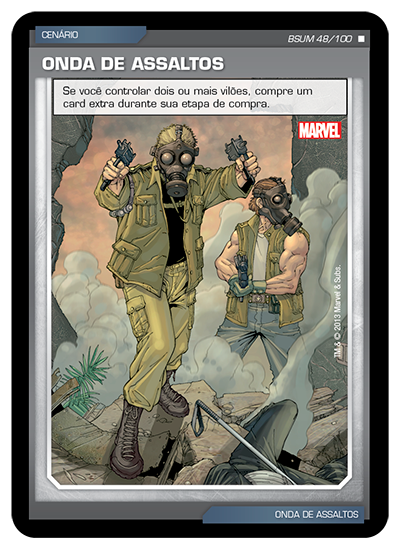 CENÁRIO
BSUM 48/100
ONDA DE ASSALTOS
Se você controlar dois ou mais vilões, compre um
card extra durante sua etapa de compra.
MARVEL
TM & © 2013 Marvel & Subs.
ONDA DE ASSALTOS